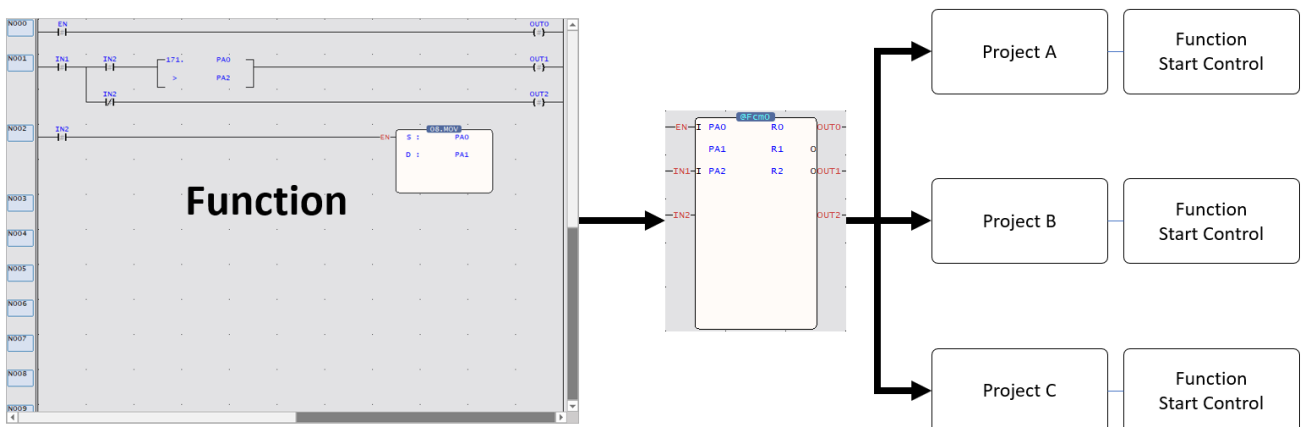 N000 EN OUT0
N001 IN1 IN2 171. PA0 OUT1
> PA2
IN2 OUT2
N002 IN2 08.MOV
EN S : PA0
D : PA1
Function
N003
N004
N005
N006
N007
N008
N009
@Fcm0
EN I PA0 R0 OUT0
PA1 R1 O
IN1 I PA2 R2 O OUT1
IN2 OUT2
Project A
Function
Start Control
Project B
Function
Start Control
Project C
Function
Start Control